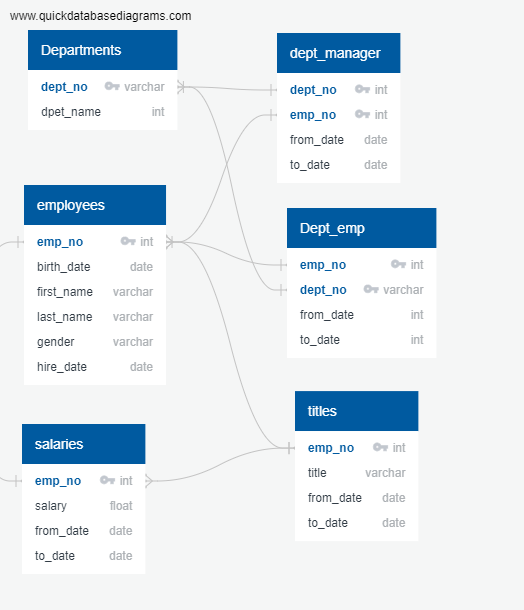 www.quickdatabasediagrams.com
Departments
dept_no varchar
dpet_name int
dept_manager
dept_no int
emp_no int
from_date date
to_date date
employees
emp_no int
birth_date date
first_name varchar
last_name varchar
gender varchar
hire_date date
Dept_emp
emp_no int
dept_no varchar
from_date int
to_date int
salaries
emp_no int
salary float
from_date date
to_date date
titles
emp_no int
title varchar
from_date date
to_date date